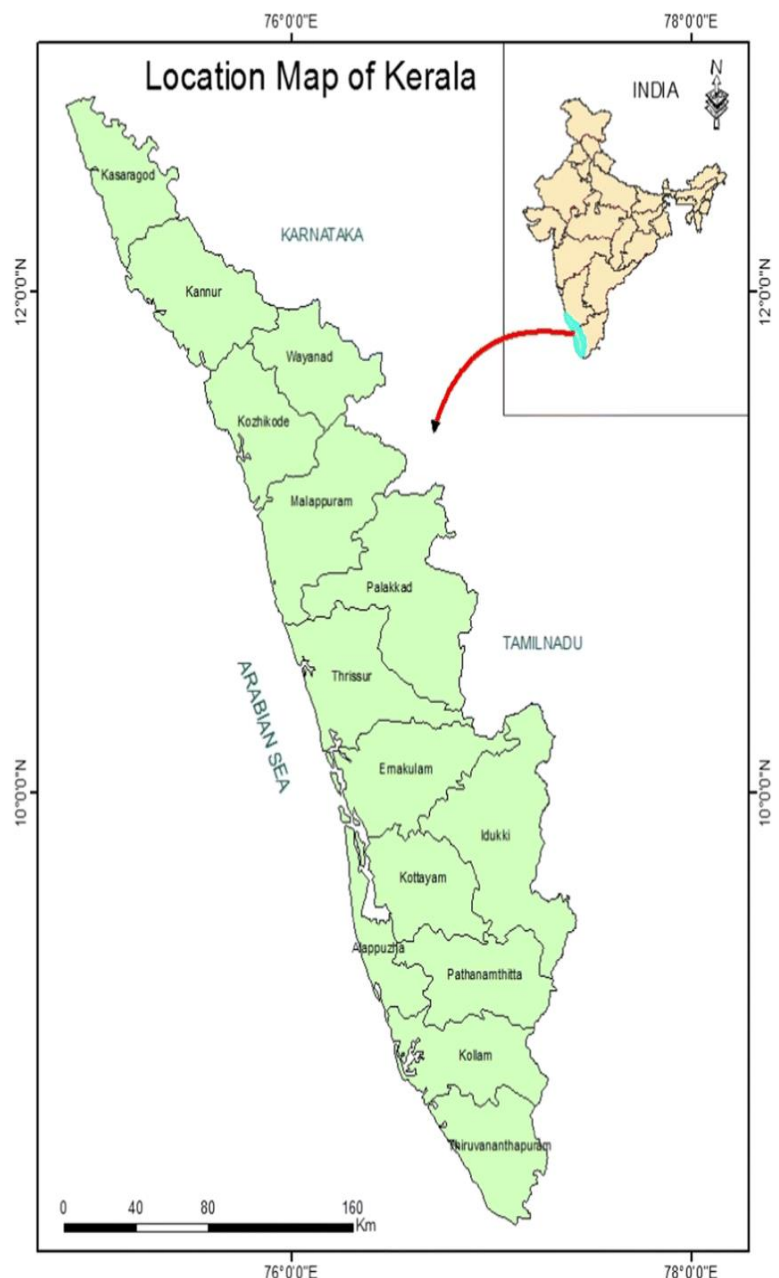 76°0'0"E
78°0'0"E
Location Map of Kerala
INDIA
N
Kasaragod
KARNATAKA
12°0'0"N
12°0'0"N
Kannur
Wayanad
Kozhikode
Malappuram
Palakkad
TAMILNADU
Thrissur
ARABIAN SEA
Ernakulam
10°0'0"N
10°0'0"N
Idukki
Kottayam
Alappuzha
Pathanamthitta
Kollam
Thiruvananthapuram
0 40 80 160
Km
76°0'0"E
78°0'0"E